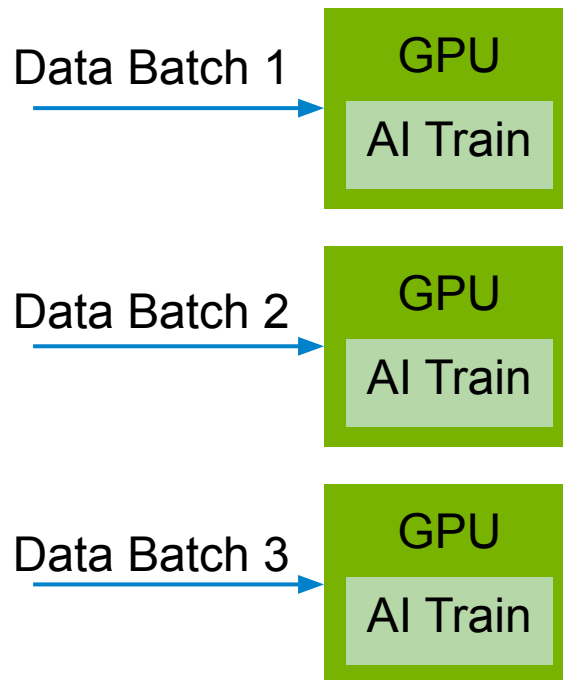 Data Batch 1
GPU
AI Train
Data Batch 2
GPU
AI Train
Data Batch 3
GPU
AI Train